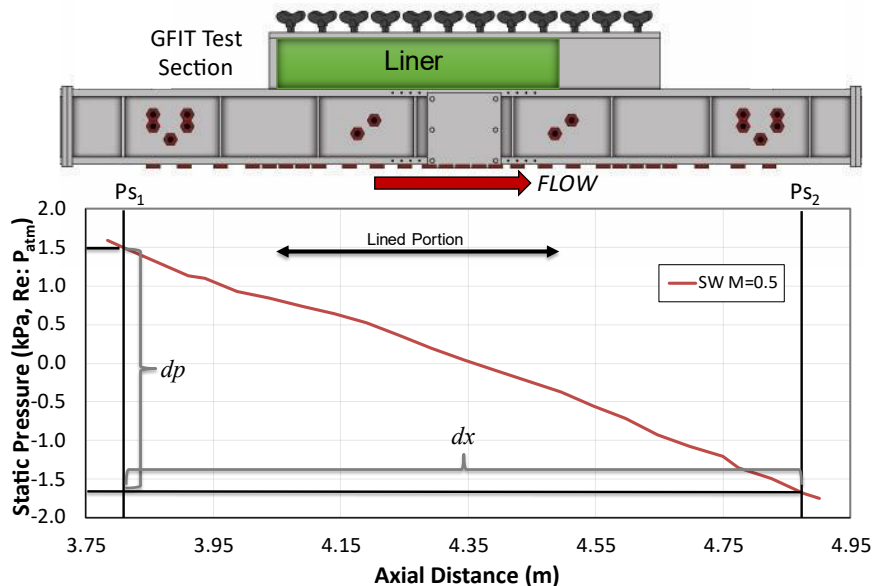 GFIT Test
Section
Liner
FLOW
Ps1
Ps2
Static Pressure (kPa, Re: Patm)
2.0
1.5
1.0
0.5
0.0
-0.5
-1.0
-1.5
-2.0
Lined Portion
SW M=0.5
dp
dx
3.75 3.95 4.15 4.35 4.55 4.75 4.95
Axial Distance (m)